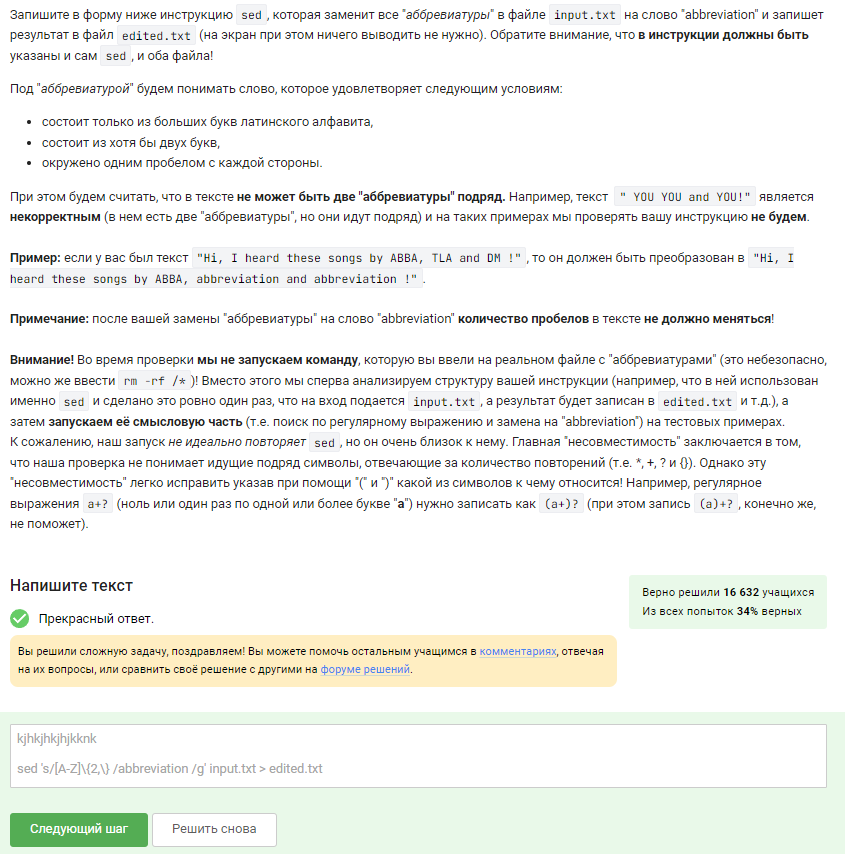 Запишите в форму ниже инструкцию sed, которая заменит все "аббревиатуры" в файле input.txt на слово "abbreviation" и запишет
результат в файл edited.txt (на экран при этом ничего выводить не нужно). Обратите внимание, что в инструкции должны быть
указаны и сам sed, и оба файла!
Под "аббревиатурой" будем понимать слово, которое удовлетворяет следующим условиям:
• состоит только из больших букв латинского алфавита,
• состоит из хотя бы двух букв,
• окружено одним пробелом с каждой стороны.
При этом будем считать, что в тексте не может быть две "аббревиатуры" подряд. Например, текст " YOU YOU and YOU!" является
некорректным (в нем есть две "аббревиатуры", но они идут подряд) и на таких примерах мы проверять вашу инструкцию не будем.
Пример: если у вас был текст "Hi, I heard these songs by ABBA, TLA and DM !", то он должен быть преобразован в "Hi, I
heard these songs by ABBA, abbreviation and abbreviation !".
Примечание: после вашей замены "аббревиатуры" на слово "abbreviation" количество пробелов в тексте не должно меняться!
Внимание! Во время проверки мы не запускаем команду, которую вы ввели на реальном файле с "аббревиатурами" (это небезопасно,
можно же ввести rm -rf /*)! Вместо этого мы сперва анализируем структуру вашей инструкции (например, что в ней использован
именно sed и сделано это ровно один раз, что на вход подается input.txt, а результат будет записан в edited.txt и т.д.), а
затем запускаем её смысловую часть (т.е. поиск по регулярному выражению и замена на "abbreviation") на тестовых примерах.
К сожалению, наш запуск не идеально повторяет sed, но он очень близок к нему. Главная "несовместимость" заключается в том,
что наша проверка не понимает идущие подряд символы, отвечающие за количество повторений (т.е. *, +, ? и {}). Однако эту
"несовместимость" легко исправить указав при помощи "(" и ")" какой из символов к чему относится! Например, регулярное
выражения a+? (ноль или один раз по одной или более букве "a") нужно записать как (a+)? (при этом запись (a)+?, конечно же,
не поможет).
Напишите текст
Верно решили 16 632 учащихся
Из всех попыток 34% верных
Прекрасный ответ.
Вы решили сложную задачу, поздравляем! Вы можете помочь остальным учащимся в комментариях, отвечая
на их вопросы, или сравнить своё решение с другими на форуме решений.
kjhkjhkjhjkknk
sed 's/[A-Z]\{2,\} /abbreviation /g' input.txt > edited.txt
Следующий шаг
Решить снова